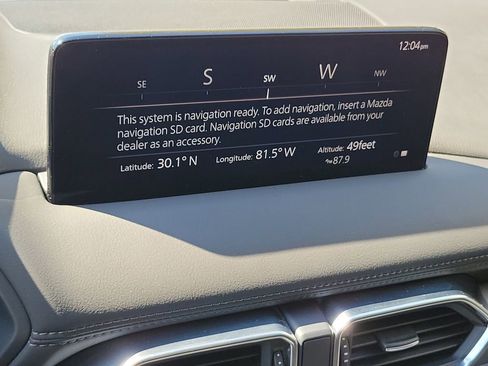 12:04pm
SE S SW W NW
This system is navigation ready. To add navigation, insert a Mazda
navigation SD card. Navigation SD cards are available from your
dealer as an accessory.
Latitude: 30.1° N Longitude: 81.5° W Altitude: 49feet
87.9